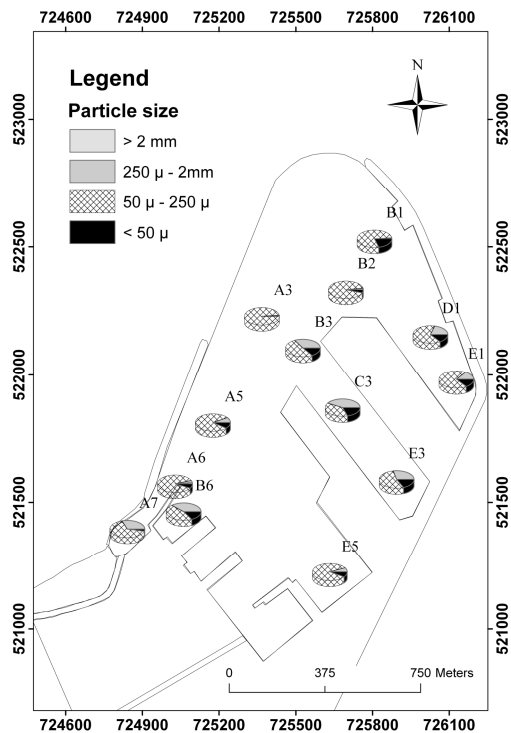 724600 724900 725200 725500 725800 726100
N
Legend
Particle size
> 2 mm
250 µ - 2mm
50 µ - 250 µ
< 50 µ
523000
523000
522500
522500
522000
522000
521500
521500
521000
521000
B1
B2
A3
B3
D1
E1
C3
A5
A6
B6
E3
A7
E5
0 375 750 Meters
724600 724900 725200 725500 725800 726100